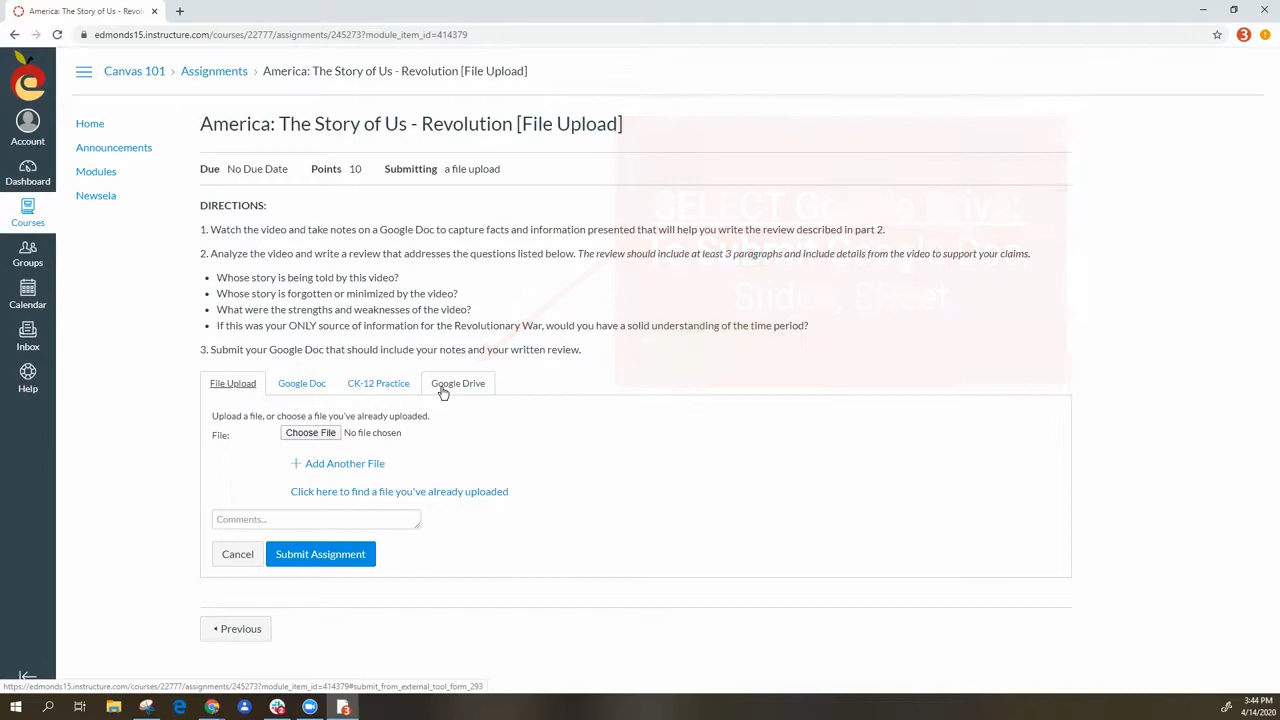 America: The Story of Us - Revo
edmonds15.instructure.com/courses/22777/assignments/245273?module_item_id=414379
3
Canvas 101 > Assignments > America: The Story of Us - Revolution [File Upload]
Account
Dashboard
Courses
Groups
Calendar
Inbox
Help
Home
Announcements
Modules
Newsela
America: The Story of Us - Revolution [File Upload]
Due No Due Date Points 10 Submitting a file upload
DIRECTIONS:
1. Watch the video and take notes on a Google Doc to capture facts and information presented that will help you write the review described in part 2.
2. Analyze the video and write a review that addresses the questions listed below. The review should include at least 3 paragraphs and include details from the video to support your claims.
• Whose story is being told by this video?
• Whose story is forgotten or minimized by the video?
• What were the strengths and weaknesses of the video?
• If this was your ONLY source of information for the Revolutionary War, would you have a solid understanding of the time period?
3. Submit your Google Doc that should include your notes and your written review.
SELECT Google Drive
to Submit Google Doc,
Slides, Sheet
File Upload Google Doc CK-12 Practice Google Drive
Upload a file, or choose a file you've already uploaded.
File: Choose File No file chosen
+ Add Another File
Click here to find a file you've already uploaded
Comments...
Cancel Submit Assignment
Previous
https://edmonds15.instructure.com/courses/22777/assignments/245273?module_item_id=414379#submit_from_external_tool_form_293
3:44 PM
4/14/2020